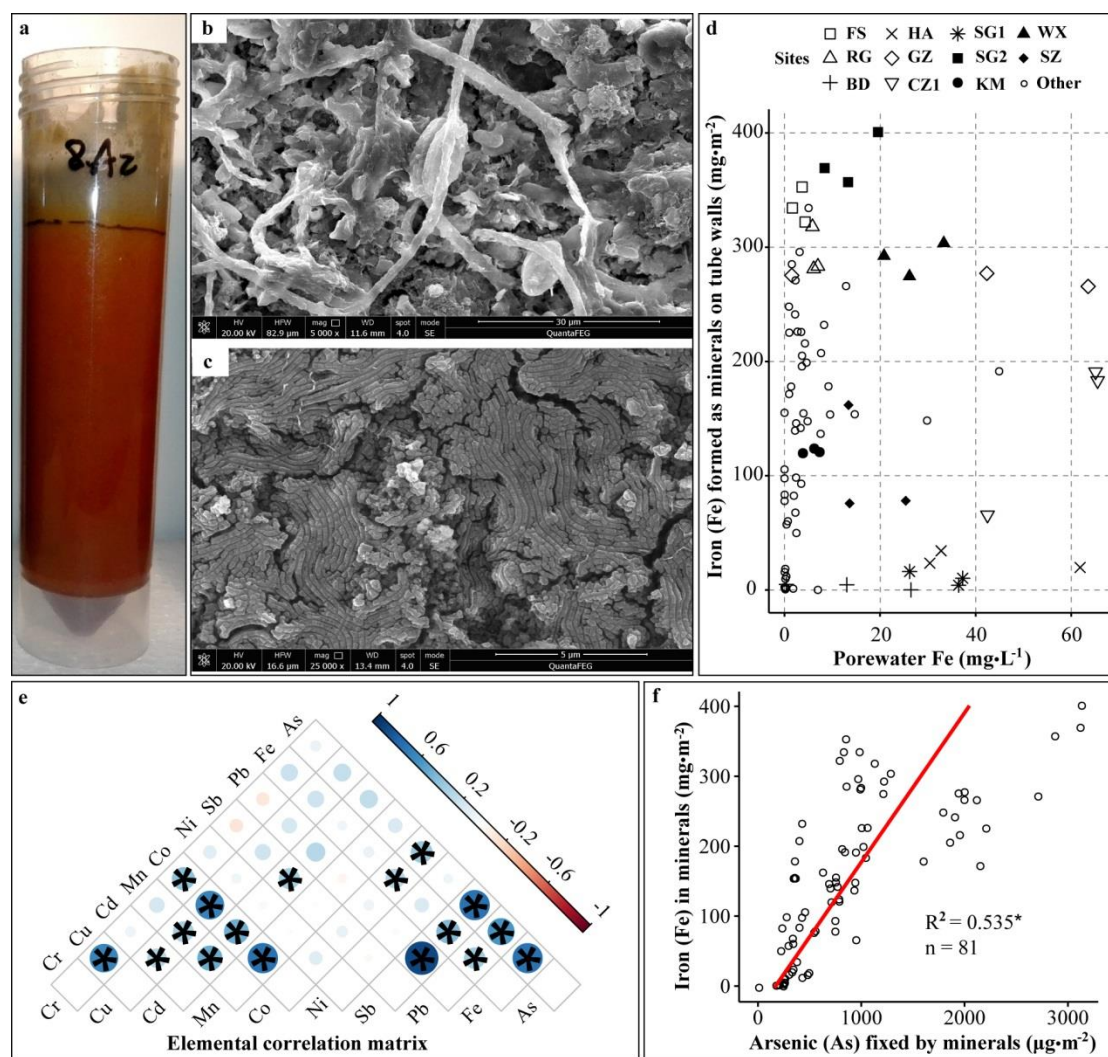 a
8A2
b
HV HFW mag WD spot mode 30 µm
20.00 kV 82.9 µm 5 000 x 11.6 mm 4.0 SE QuantaFEG
c
HV HFW mag WD spot mode 5 µm
20.00 kV 16.6 µm 25 000 x 13.4 mm 4.0 SE QuantaFEG
d
FS HA SG1 WX
Sites RG GZ SG2 SZ
BD CZ1 KM Other
Iron (Fe) formed as minerals on tube walls (mg•m-2)
400
300
200
100
0
0 20 40 60
Porewater Fe (mg•L-1)
e
As
Fe
Pb
Sb
Ni
Co
Mn
Cd
Cu
Cr
1
0.6
0.2
-0.2
-0.6
-1
Cr Cu Cd Mn Co Ni Sb Pb Fe As
Elemental correlation matrix
f
Iron (Fe) in minerals (mg•m-2)
400
300
200
100
0
R2 = 0.535*
n = 81
0 1000 2000 3000
Arsenic (As) fixed by minerals (µg•m-2)